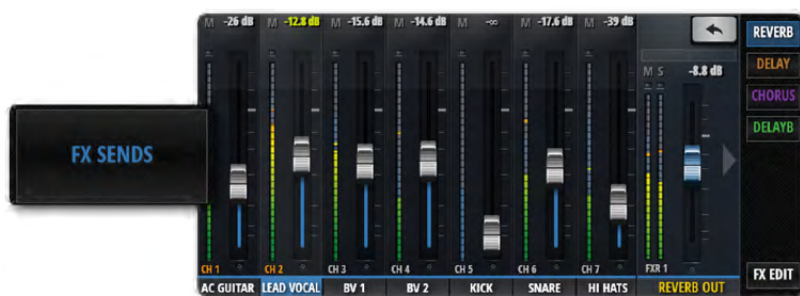 FX SENDS
M -26 dB M -12.8 dB M -15.6 dB M -14.6 dB M -∞ M -17.6 dB M -39 dB
M S -8.8 dB
REVERB
DELAY
CHORUS
DELAYB
CH 1 CH 2 CH 3 CH 4 CH 5 CH 6 CH 7 FXR 1
AC GUITAR LEAD VOCAL BV 1 BV 2 KICK SNARE HI HATS REVERB OUT
FX EDIT